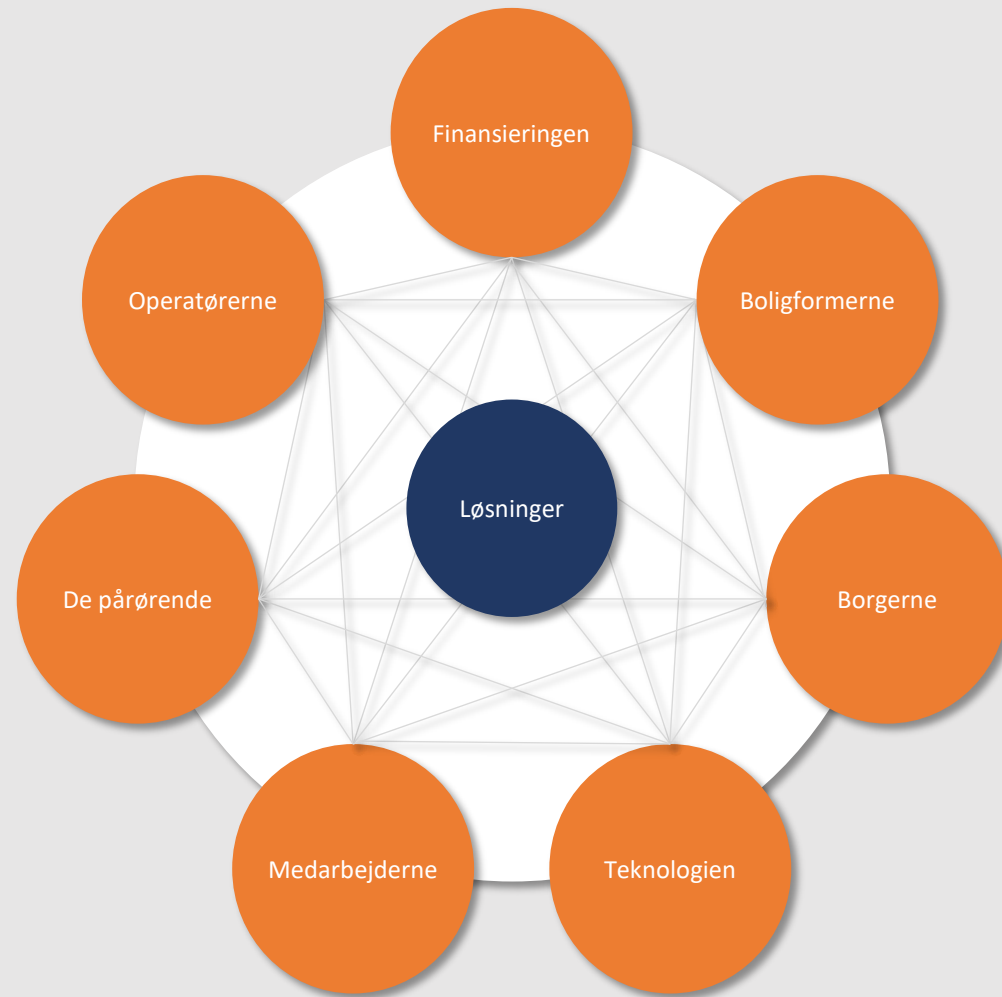 Finansieringen
Operatørerne
Boligformerne
Løsninger
De pårørende
Borgerne
Medarbejderne
Teknologien